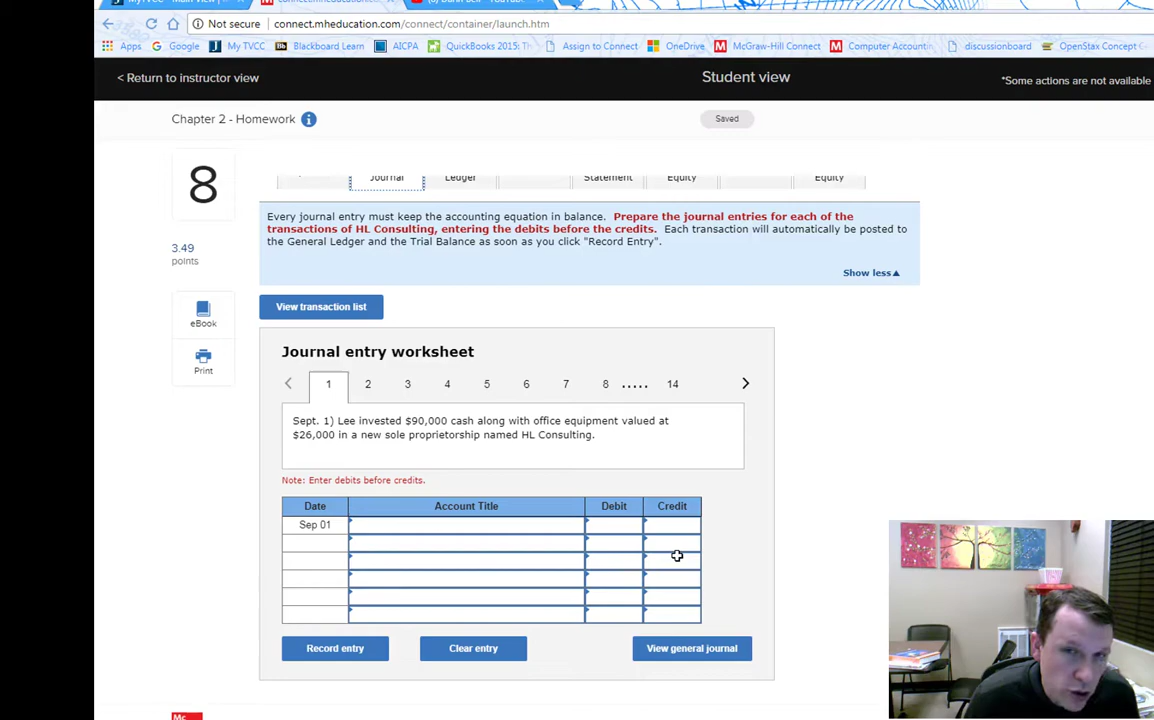 MyTVCC - Main View
Not secure | connect.mheducation.com/connect/container/launch.htm
Apps Google My TVCC Blackboard Learn AICPA QuickBooks 2015: Th Assign to Connect OneDrive McGraw-Hill Connect Computer Accountin discussionboard OpenStax Concept C
< Return to instructor view
Student view
*Some actions are not available
Chapter 2 - Homework
Saved
8
Journal Ledger Statement Equity Equity
Every journal entry must keep the accounting equation in balance. Prepare the journal entries for each of the
transactions of HL Consulting, entering the debits before the credits. Each transaction will automatically be posted to
the General Ledger and the Trial Balance as soon as you click "Record Entry".
3.49
points
Show less
eBook
Print
View transaction list
Journal entry worksheet
< 1 2 3 4 5 6 7 8 ..... 14 >
Sept. 1) Lee invested $90,000 cash along with office equipment valued at
$26,000 in a new sole proprietorship named HL Consulting.
Note: Enter debits before credits.
Date Account Title Debit Credit
Sep 01
Record entry Clear entry View general journal
Mc